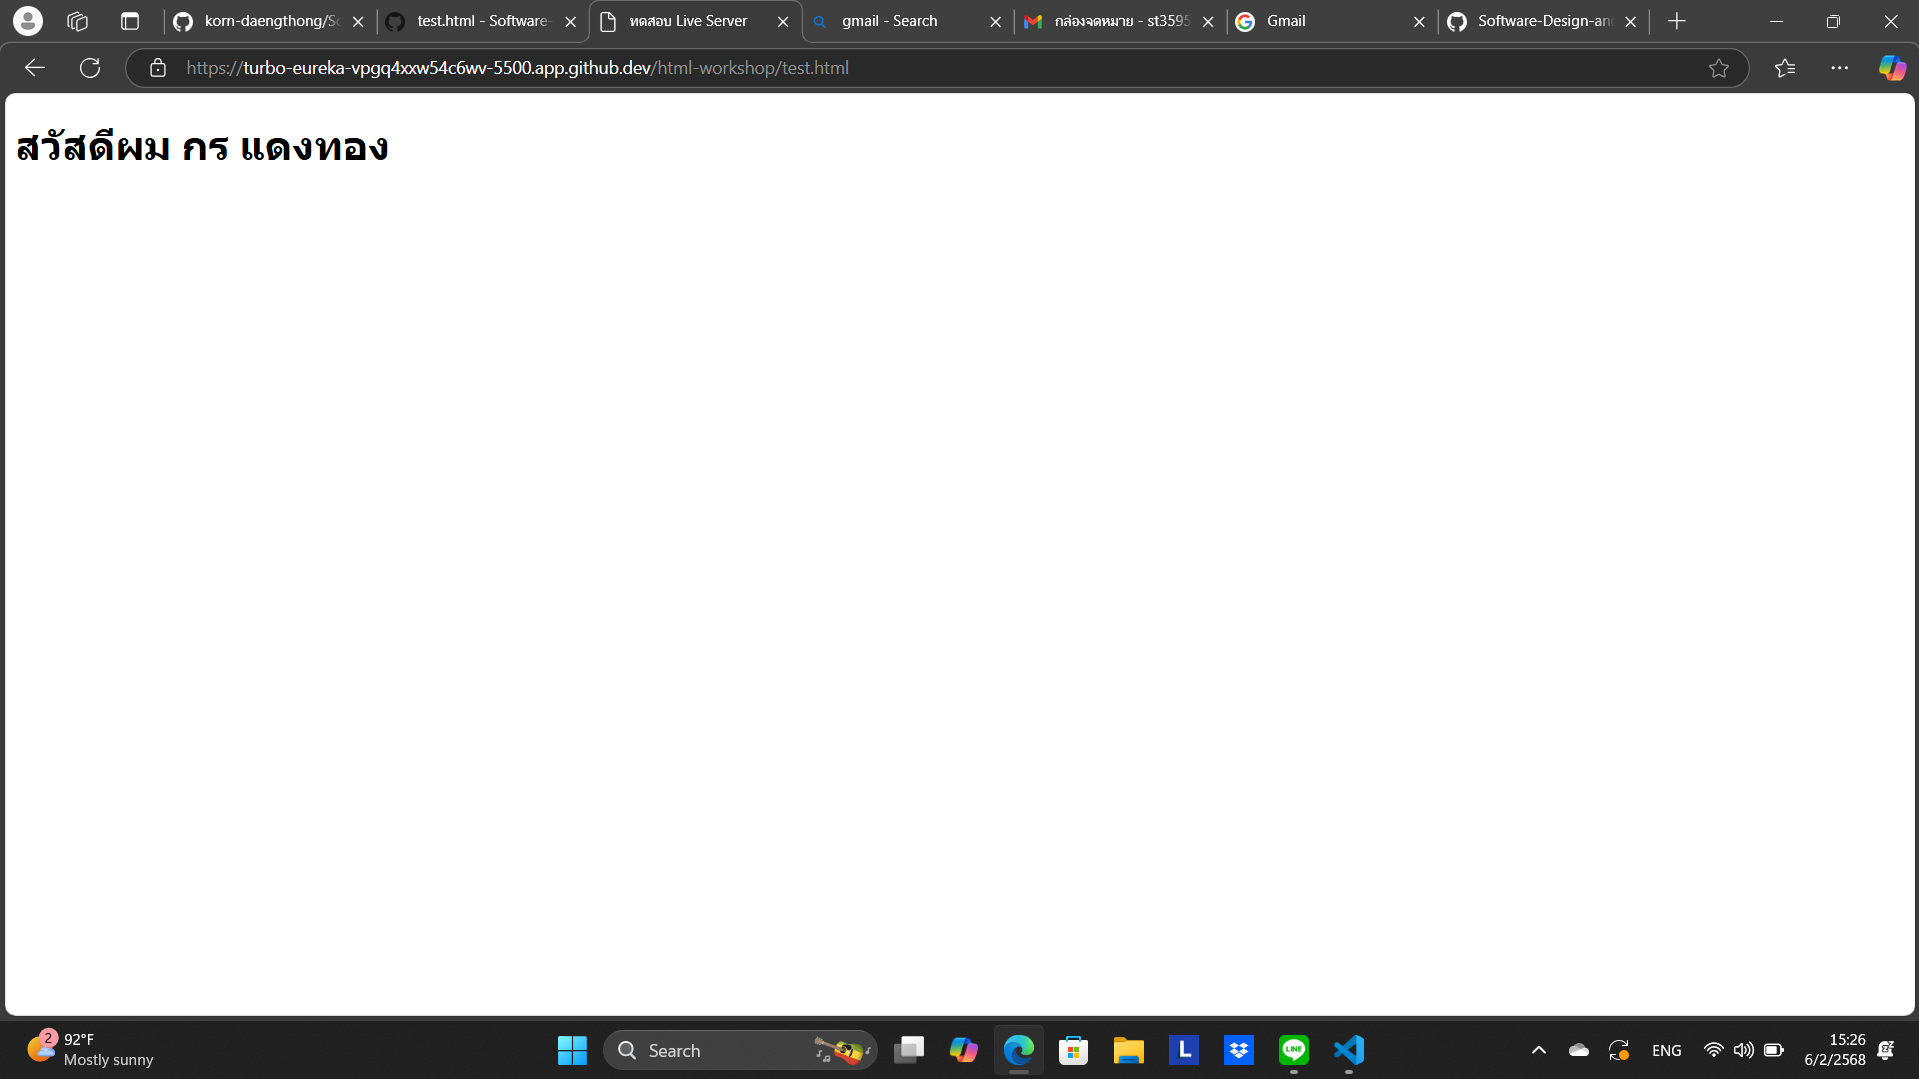 korn-daengthong/So
test.html - Software-
ทดสอบ Live Server
gmail - Search
กล่องจดหมาย - st3595
Gmail
Software-Design-an
https://turbo-eureka-vpgq4xxw54c6wv-5500.app.github.dev/html-workshop/test.html
สวัสดีผม กร แดงทอง
2
92°F
Mostly sunny
Search
L
LINE
ENG
15:26
6/2/2568